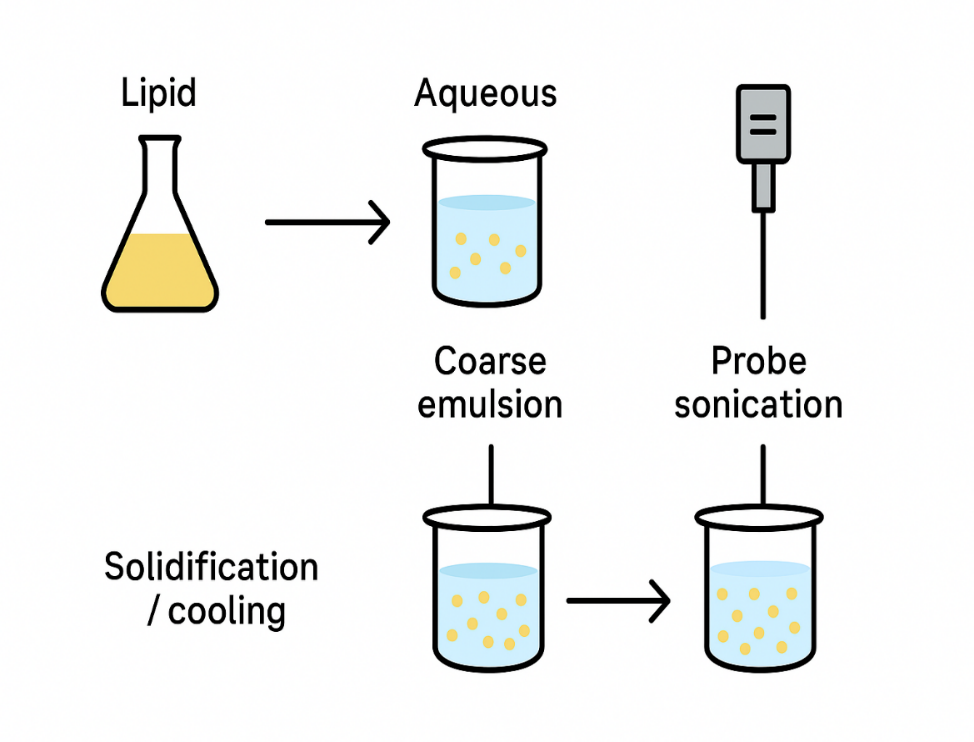 Lipid
Aqueous
Coarse
emulsion
Probe
sonication
Solidification
/ cooling